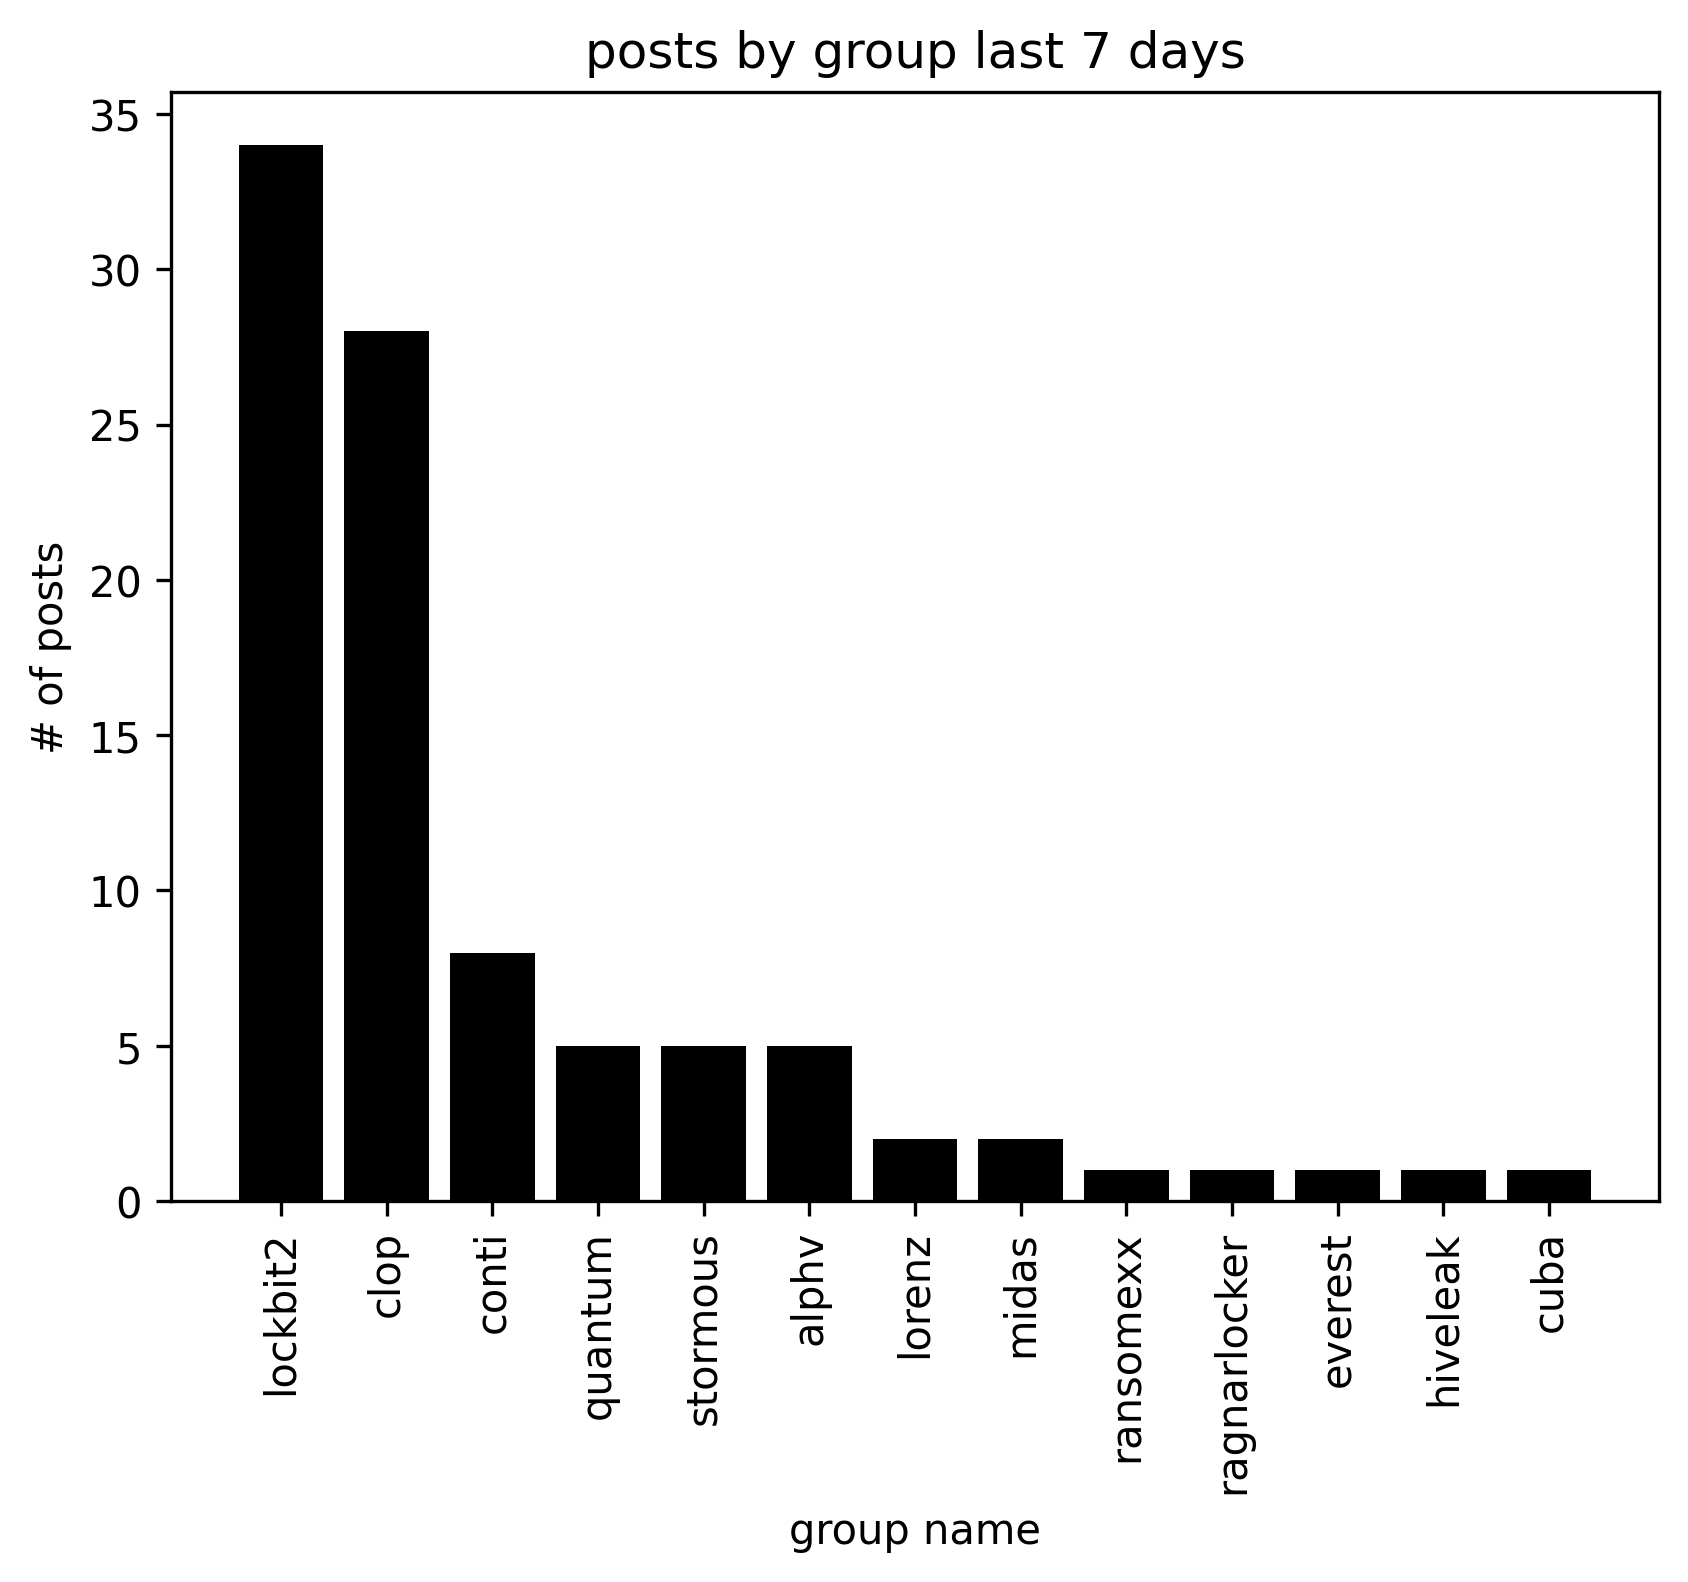 posts by group last 7 days
35
30
25
20
15
10
5
0
# of posts
lockbit2
clop
conti
quantum
stormous
alphv
lorenz
midas
ransomexx
ragnarlocker
everest
hiveleak
cuba
group name